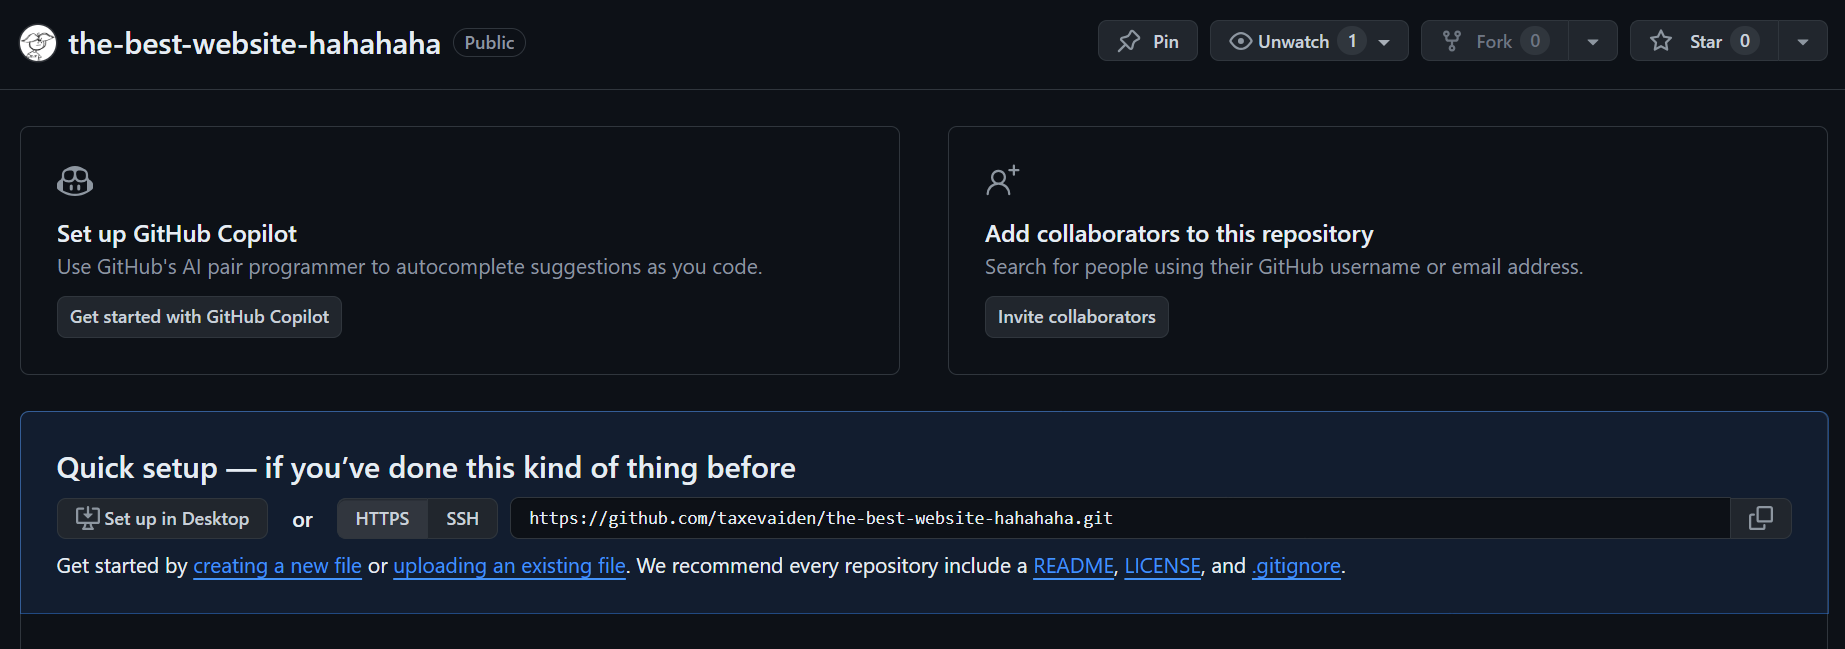 the-best-website-hahahaha Public Pin Unwatch 1 Fork 0 Star 0
Set up GitHub Copilot
Use GitHub's AI pair programmer to autocomplete suggestions as you code.
Get started with GitHub Copilot
Add collaborators to this repository
Search for people using their GitHub username or email address.
Invite collaborators
Quick setup — if you’ve done this kind of thing before
Set up in Desktop or HTTPS SSH https://github.com/taxevaiden/the-best-website-hahahaha.git
Get started by creating a new file or uploading an existing file. We recommend every repository include a README, LICENSE, and .gitignore.